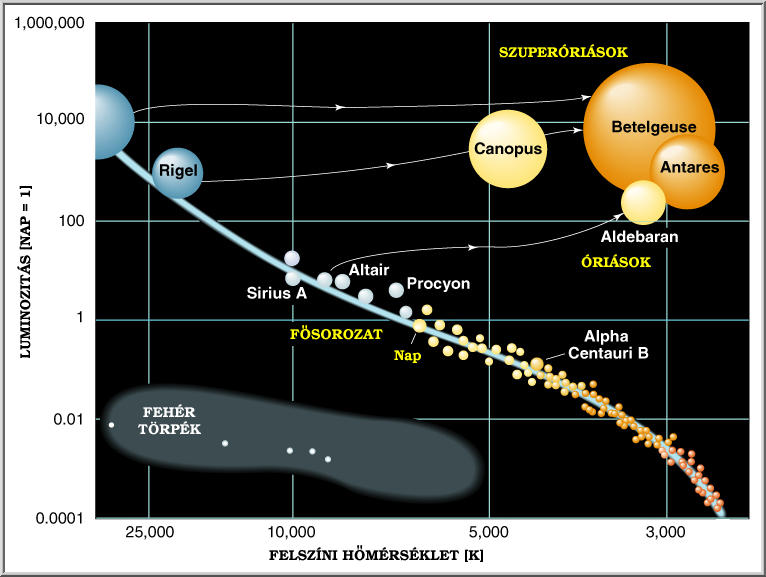 1,000,000
SZUPERÓRIÁSOK
10,000
Betelgeuse
Canopus
Antares
Rigel
100
Aldebaran
ÓRIÁSOK
Altair
Procyon
Sirius A
1
FŐSOROZAT
Nap
Alpha
Centauri B
FEHÉR
TÖRPÉK
0.01
0.0001
25,000
10,000
5,000
3,000
FELSZÍNI HŐMÉRSÉKLET [K]
LUMINOZITÁS [NAP = 1]